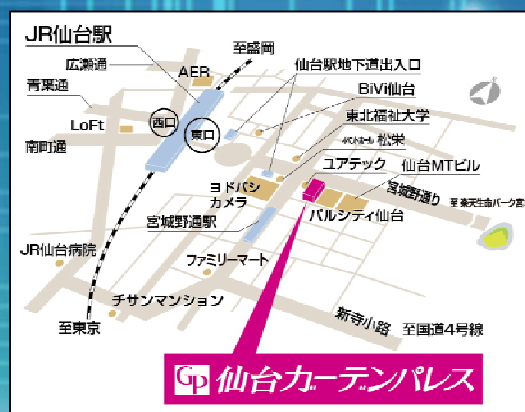 JR仙台駅
至盛岡
広瀬通
AER
仙台駅地下道出入口
青葉通
BiVi仙台
LoFt
西口
東口
東北福祉大学
南町通
イベントホール 松栄
ユアテック
仙台MTビル
ヨドバシ
カメラ
宮城野通り
至 楽天生命パーク宮城
パルシティ仙台
宮城野通駅
JR仙台病院
ファミリーマート
チサンマンション
至東京
新寺小路
至国道4号線
GP 仙台ガーデンパレス